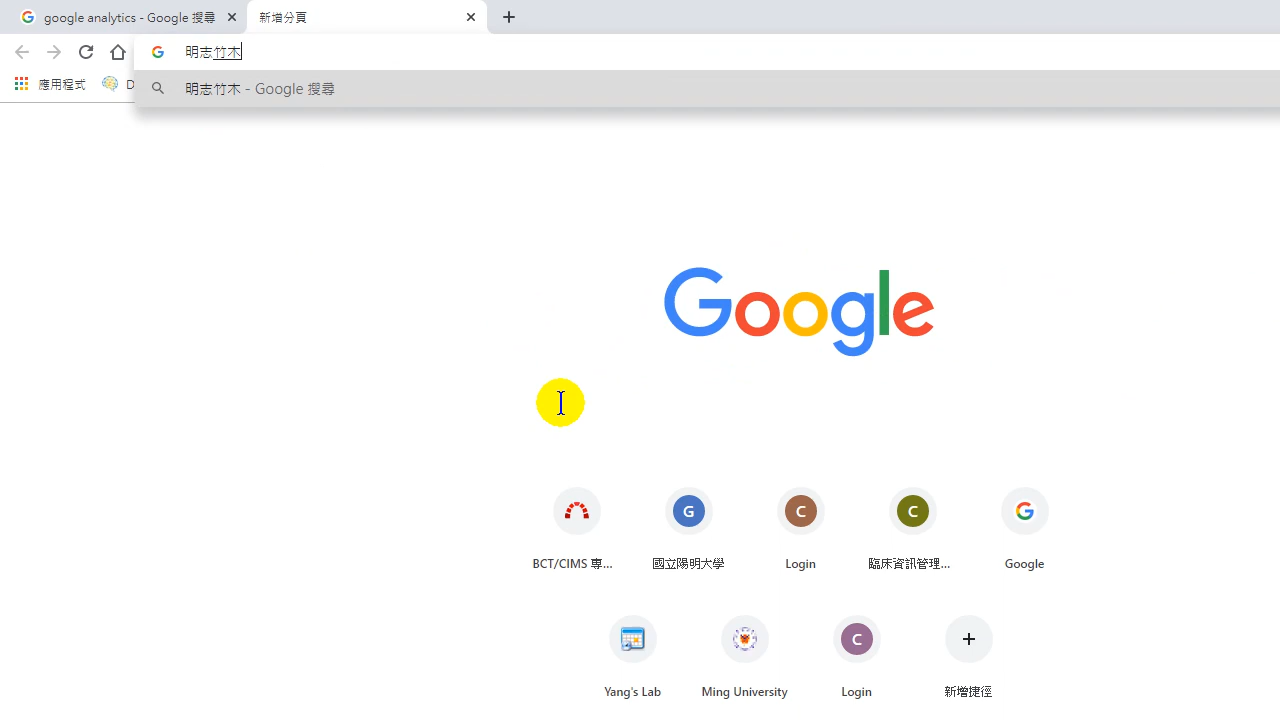 google analytics - Google 搜尋
新增分頁
明志竹木
應用程式 D
明志竹木 - Google 搜尋
Google
G C C
BCT/CIMS 專... 國立陽明大學 Login 臨床資訊管理... Google
C
Yang's Lab Ming University Login 新增捷徑